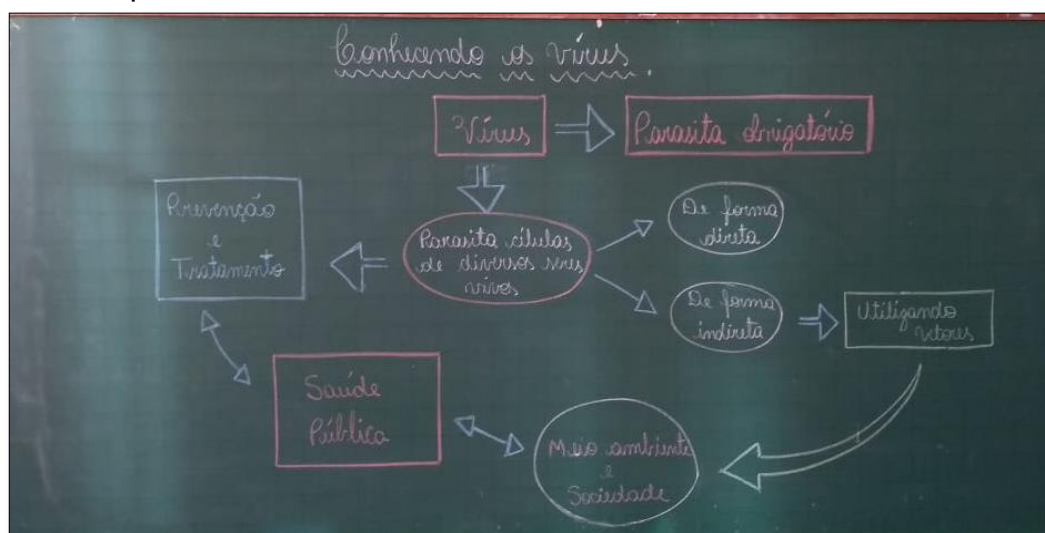 Conhecendo os vírus.
Vírus
Parasita obrigatório
Prevenção
e
Tratamento
Parasita células
de diversos seres
vivos
De forma
direta
De forma
indireta
Utilizando
vetores
Saúde
Pública
Meio ambiente
e
Sociedade